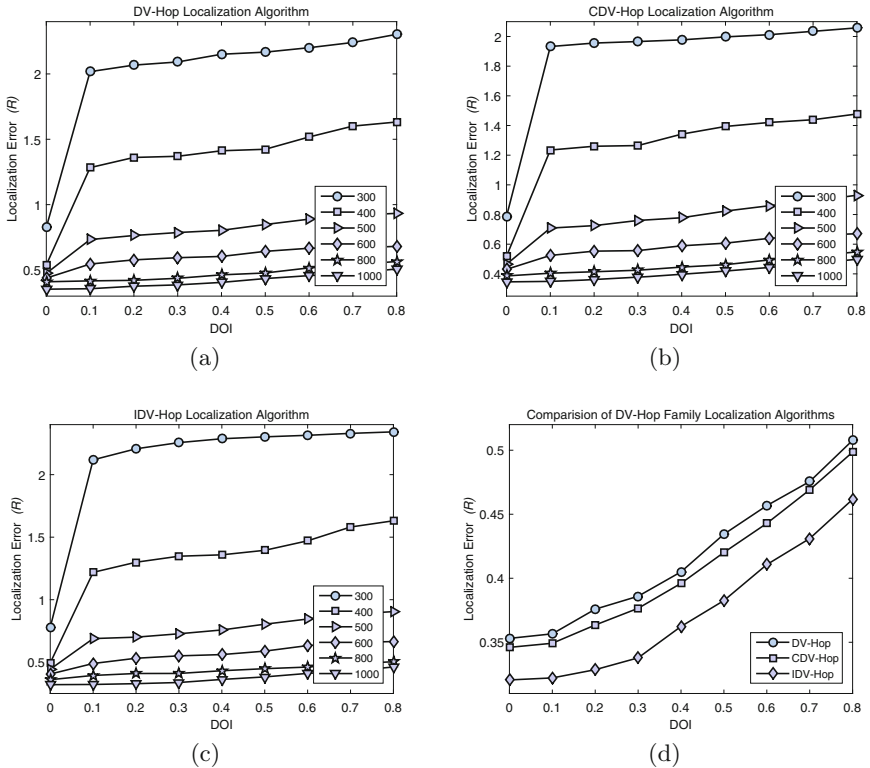 DV-Hop Localization Algorithm
2
1.5
1
0.5
Localization Error (R)
0 0.1 0.2 0.3 0.4 0.5 0.6 0.7 0.8
DOI
300
400
500
600
800
1000
(a)
CDV-Hop Localization Algorithm
2
1.8
1.6
1.4
1.2
1
0.8
0.6
0.4
Localization Error (R)
0 0.1 0.2 0.3 0.4 0.5 0.6 0.7 0.8
DOI
300
400
500
600
800
1000
(b)
IDV-Hop Localization Algorithm
2
1.5
1
0.5
Localization Error (R)
0 0.1 0.2 0.3 0.4 0.5 0.6 0.7 0.8
DOI
300
400
500
600
800
1000
(c)
Comparision of DV-Hop Family Localization Algorithms
0.5
0.45
0.4
0.35
Localization Error (R)
0 0.1 0.2 0.3 0.4 0.5 0.6 0.7 0.8
DOI
DV-Hop
CDV-Hop
IDV-Hop
(d)